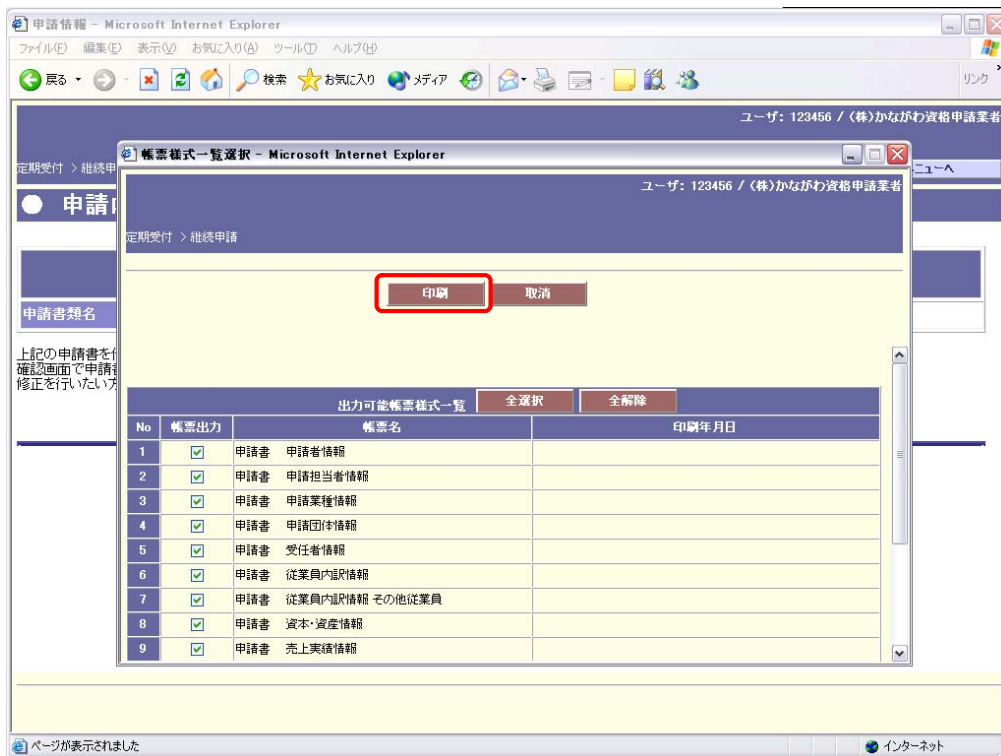 申請情報 - Microsoft Internet Explorer
ファイル(F) 編集(E) 表示(V) お気に入り(A) ツール(T) ヘルプ(H)
戻る 検索 お気に入り メディア リンク
ユーザ: 123456 / (株)かながわ資格申請業者
定期受付 > 継続申
ニューへ
● 申請
申請書類名
上記の申請書を
確認画面で申請
修正を行いたい方
帳票様式一覧選択 - Microsoft Internet Explorer
ユーザ: 123456 / (株)かながわ資格申請業者
定期受付 > 継続申請
印刷 取消
出力可能帳票様式一覧 全選択 全解除
No 帳票出力 帳票名 印刷年月日
1 申請書 申請者情報
2 申請書 申請担当者情報
3 申請書 申請業種情報
4 申請書 申請団体情報
5 申請書 受任者情報
6 申請書 従業員内訳情報
7 申請書 従業員内訳情報 その他従業員
8 申請書 資本・資産情報
9 申請書 売上実績情報
ページが表示されました インターネット